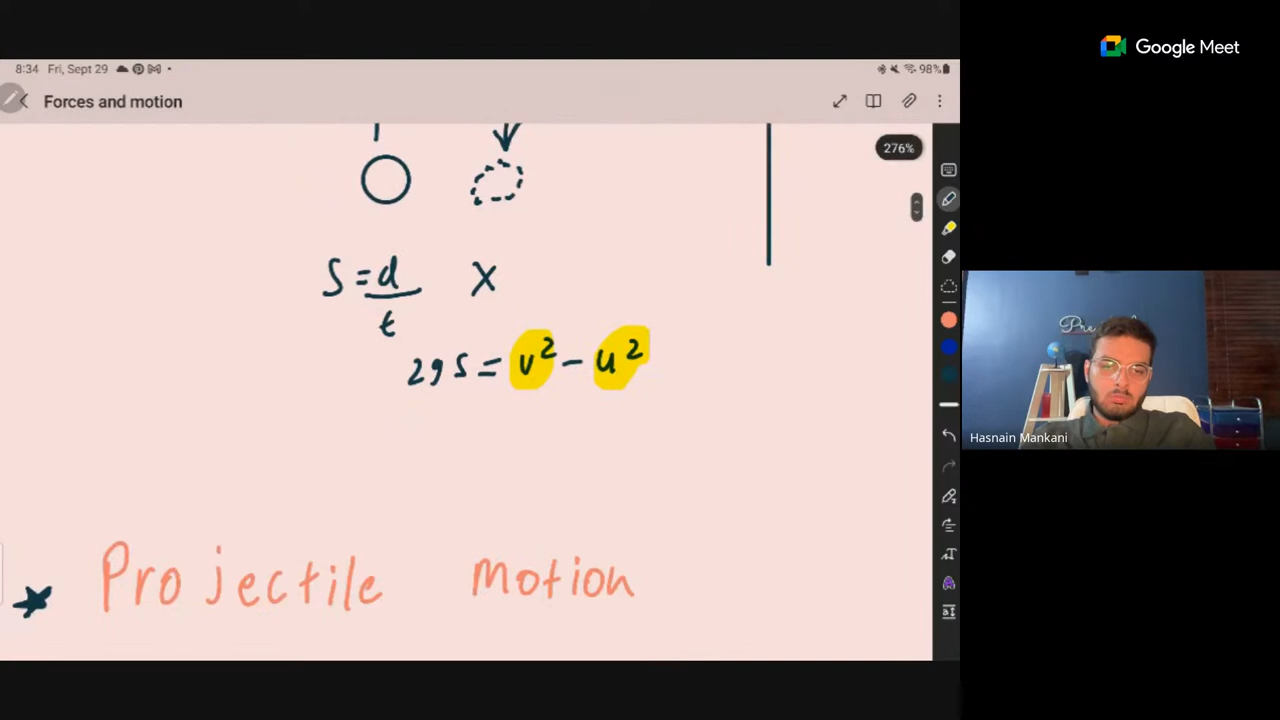 Google Meet
8:34 Fri, Sept 29
98%
Forces and motion
276%
S = d X
t
2gs = v² - u²
Pre
Hasnain Mankani
Projectile motion